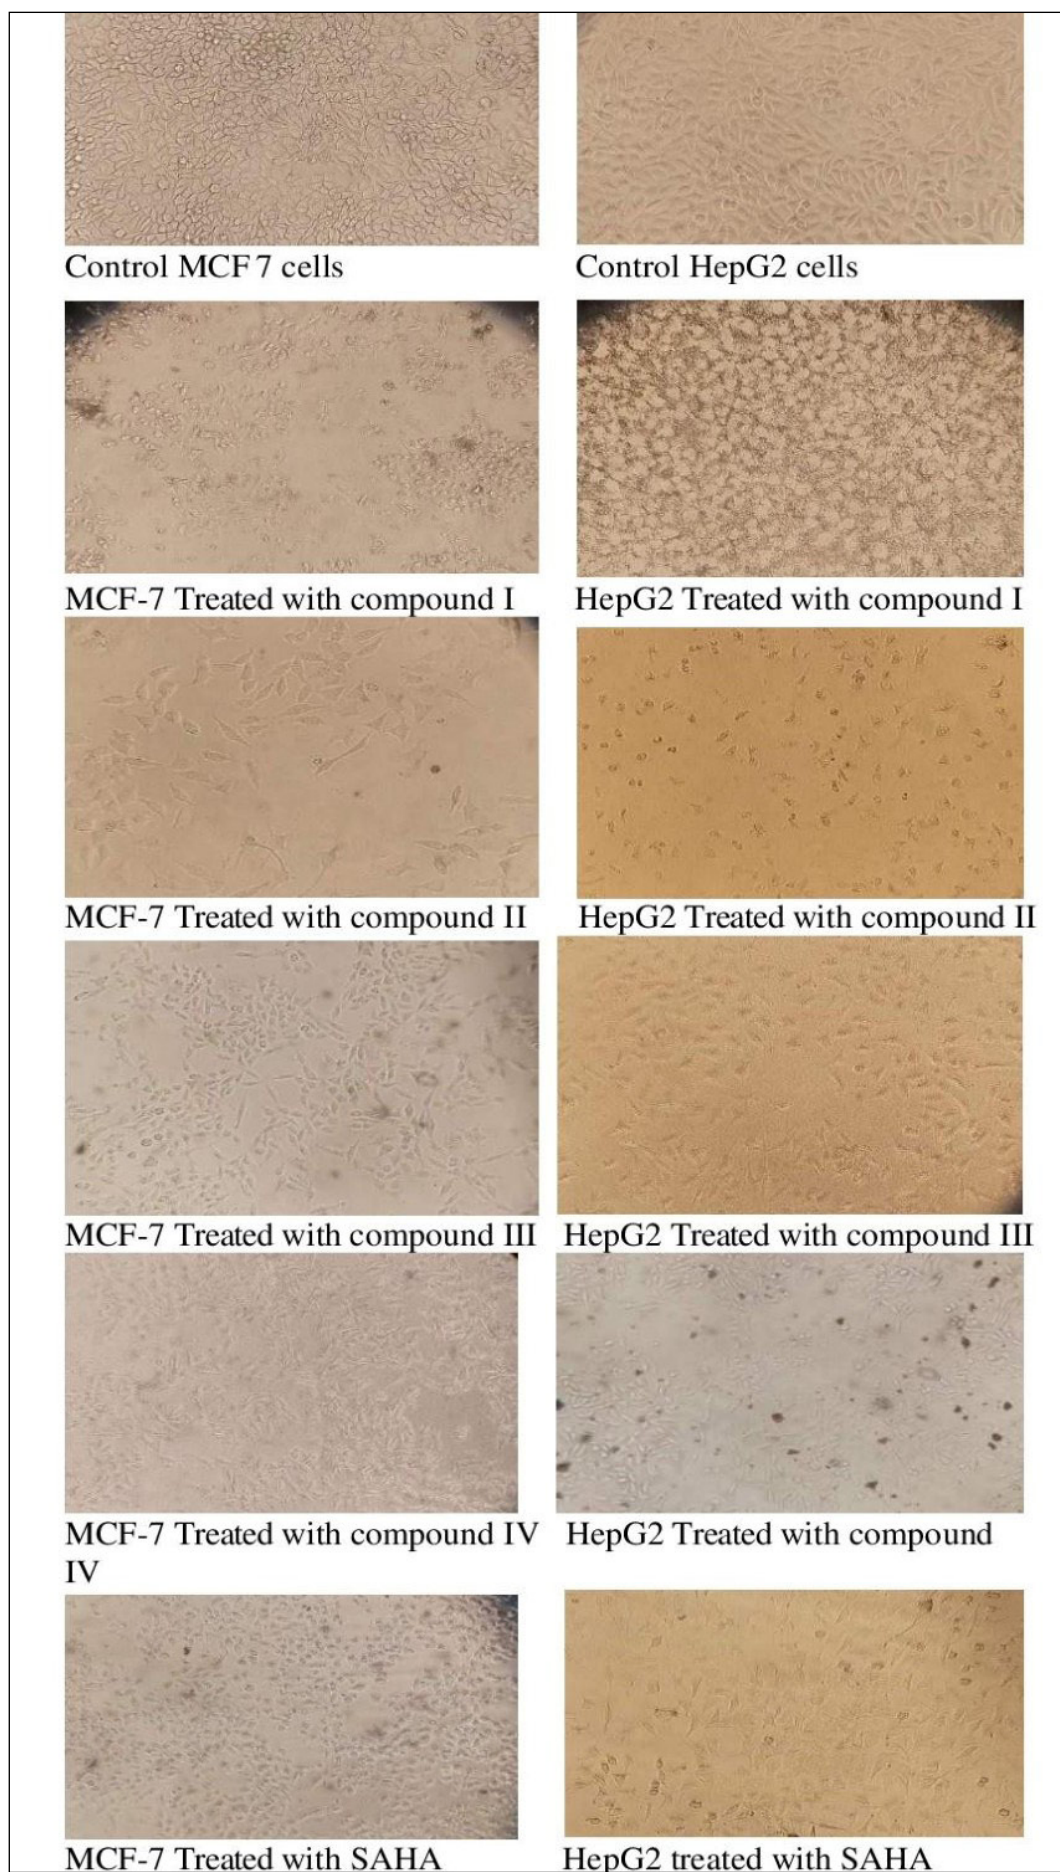 Control MCF 7 cells Control HepG2 cells
MCF-7 Treated with compound I HepG2 Treated with compound I
MCF-7 Treated with compound II HepG2 Treated with compound II
MCF-7 Treated with compound III HepG2 Treated with compound III
MCF-7 Treated with compound IV HepG2 Treated with compound
IV
MCF-7 Treated with SAHA HepG2 treated with SAHA